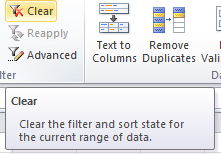 Clear
Reapply
Advanced
Text to
Columns
Remove
Duplicates
Clear
Clear the filter and sort state for
the current range of data.